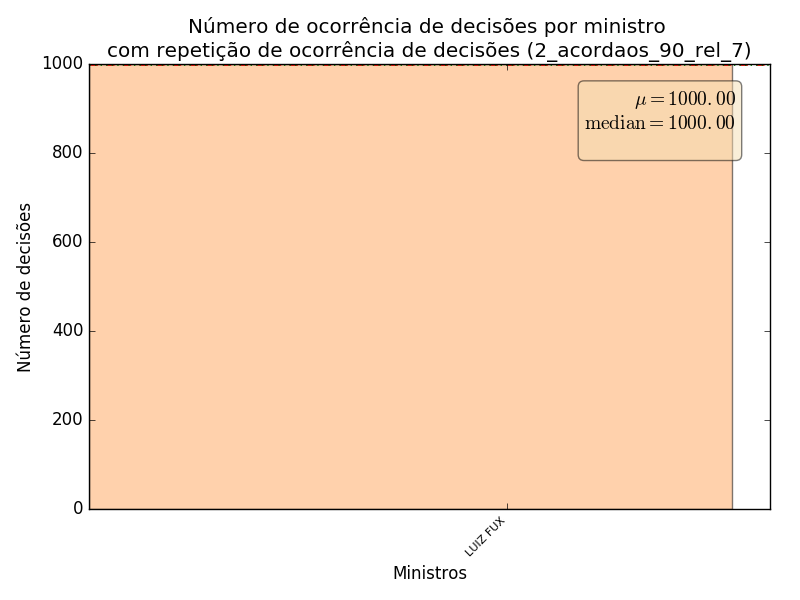 Número de ocorrência de decisões por ministro
com repetição de ocorrência de decisões (2_acordaos_90_rel_7)
1000
800
600
400
200
0
Número de decisões
μ = 1000.00
median = 1000.00
LUIZ FUX
Ministros